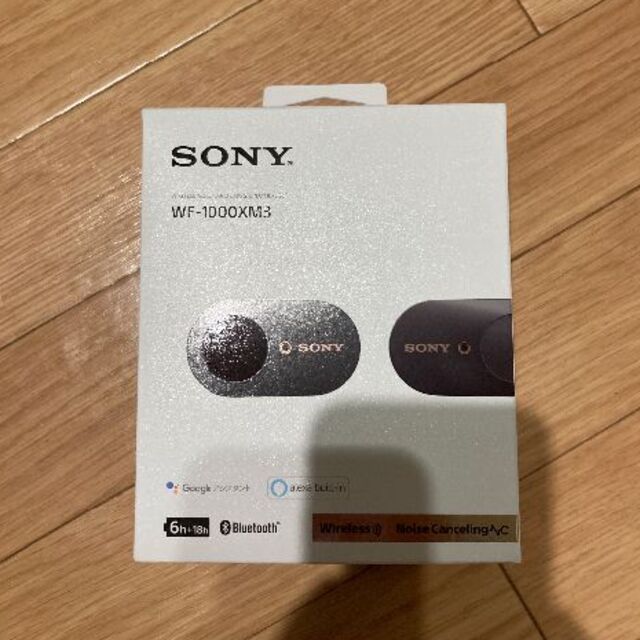 SONY
WF-1000XM3
SONY
SONY
Google アシスタント
alexa built-in
6h+18h
Bluetooth
Wireless
Noise Canceling